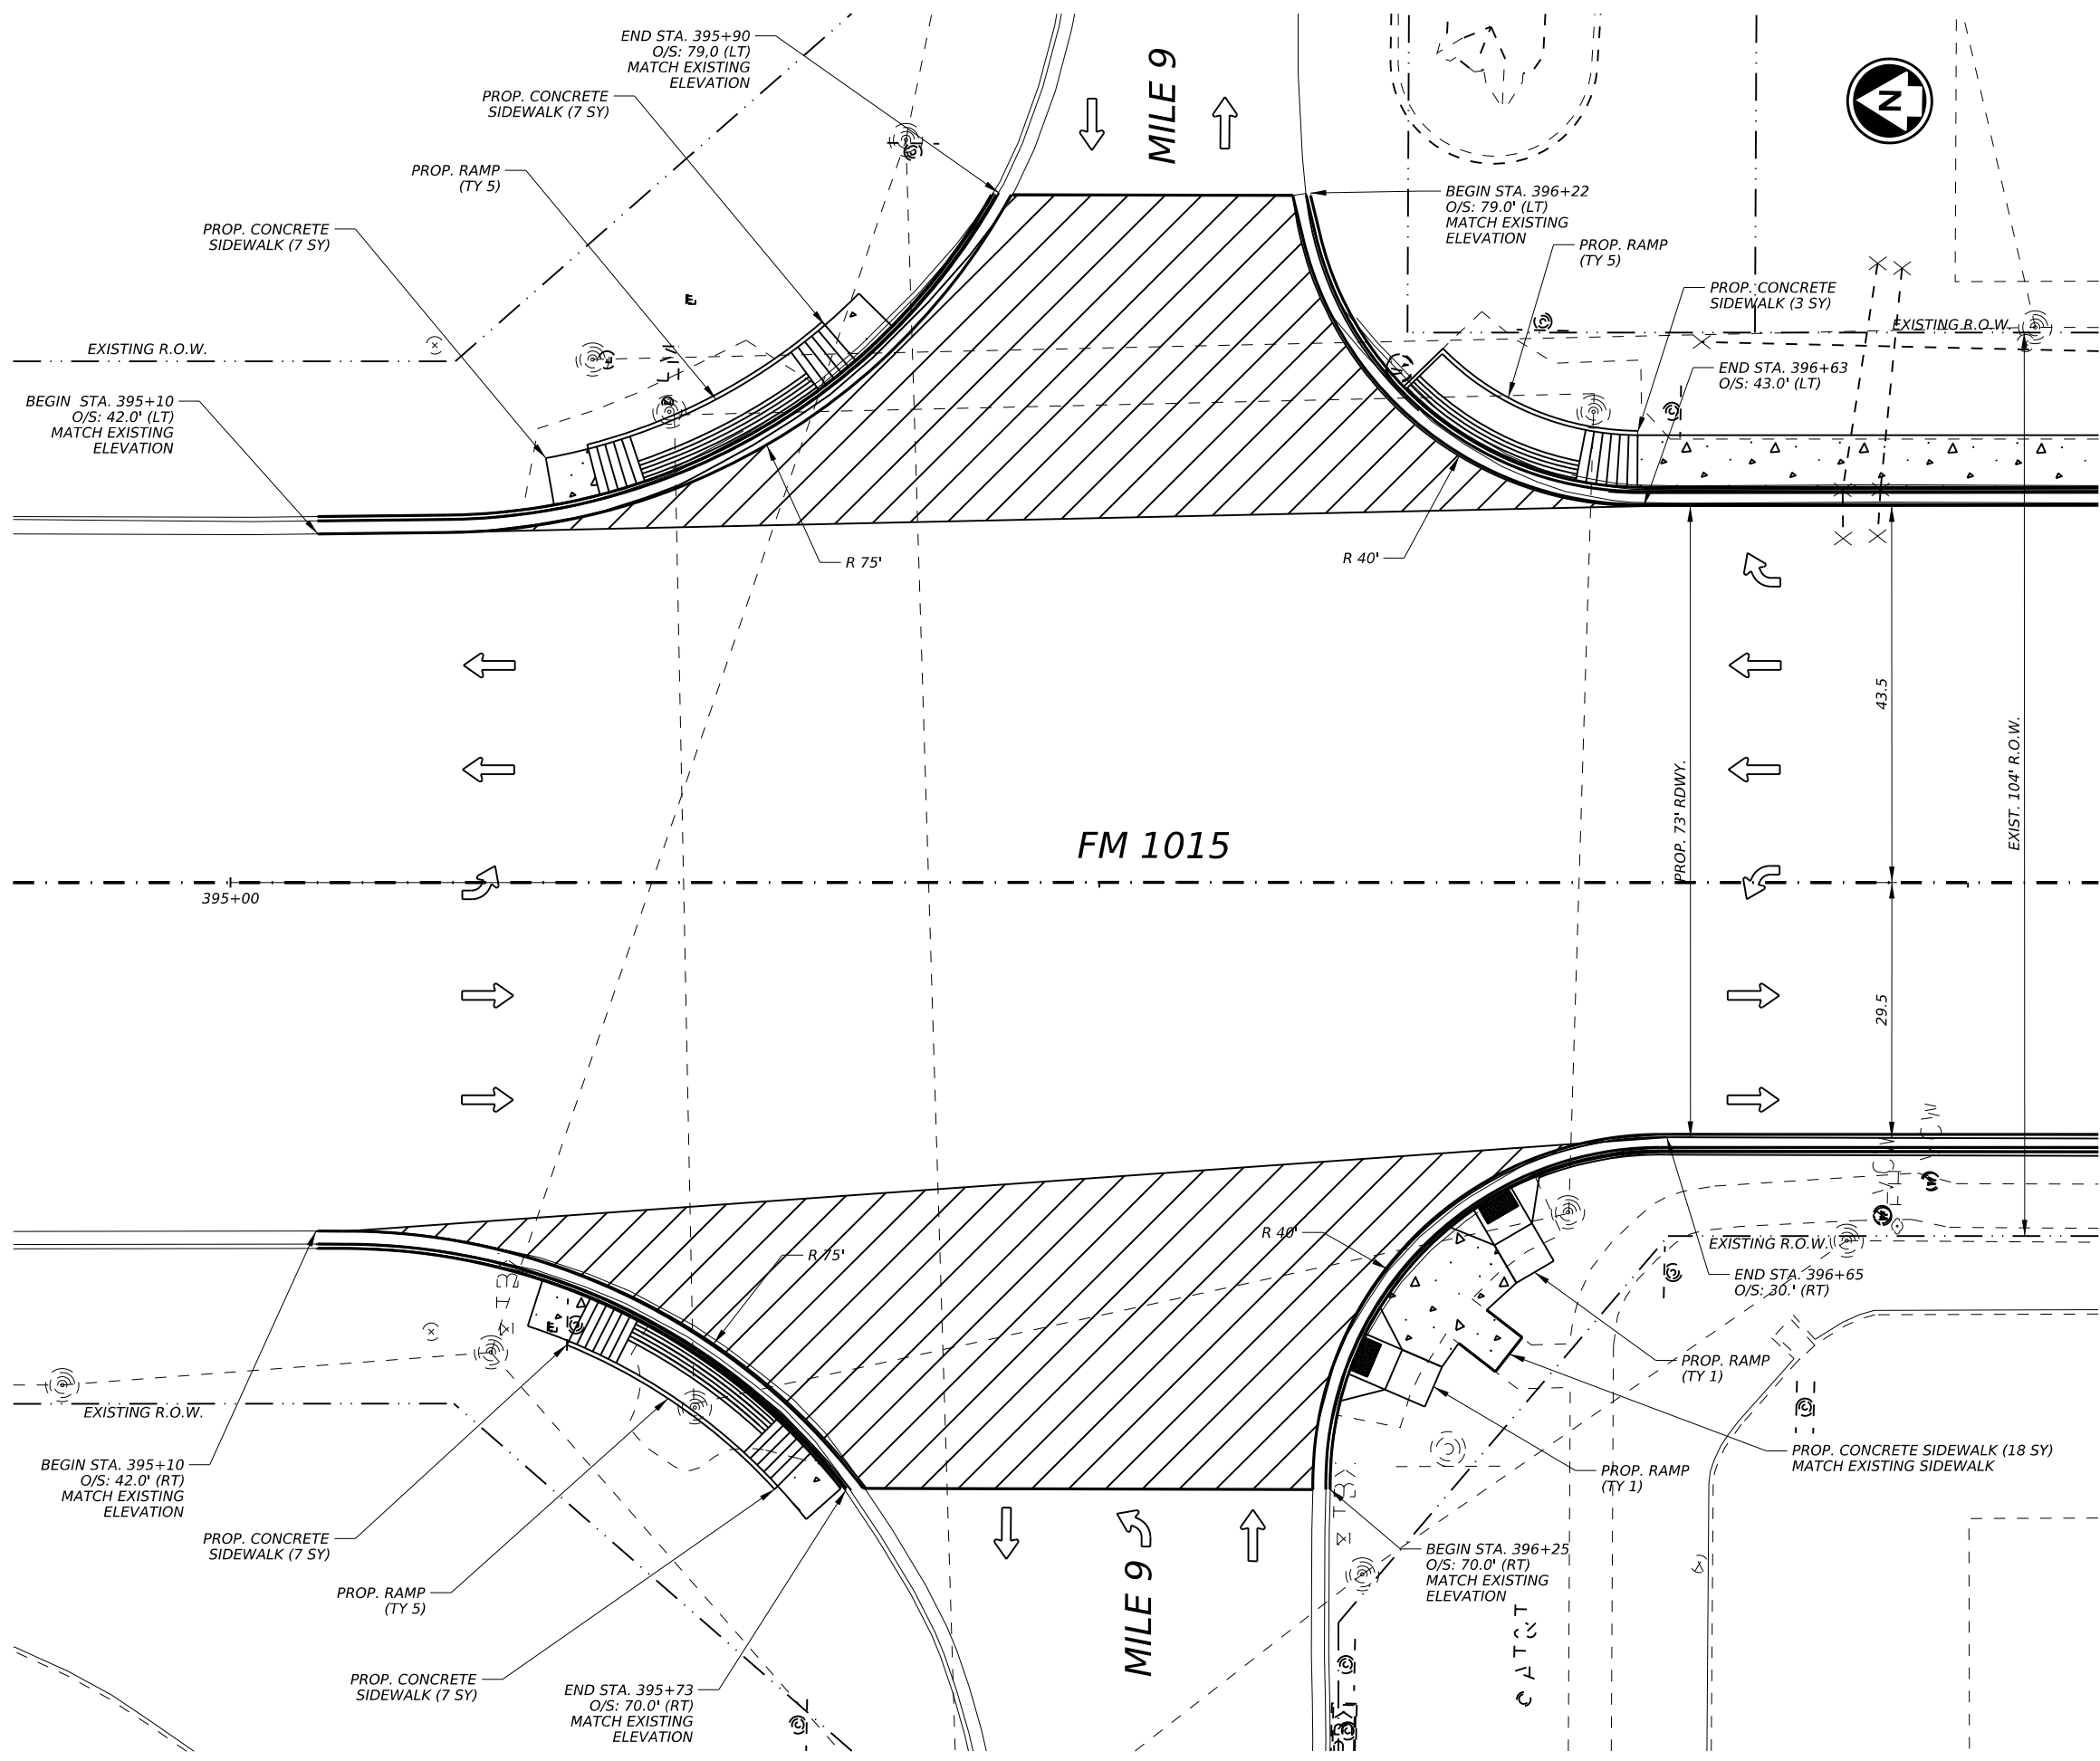 END STA. 395+90
O/S: 79.0 (LT)
MATCH EXISTING
ELEVATION
MILE 9
N
PROP. CONCRETE
SIDEWALK (7 SY)
PROP. RAMP
(TY 5)
PROP. CONCRETE
SIDEWALK (7 SY)
BEGIN STA. 396+22
O/S: 79.0' (LT)
MATCH EXISTING
ELEVATION
PROP. RAMP
(TY 5)
PROP. CONCRETE
SIDEWALK (3 SY)
EXISTING R.O.W.
EXISTING R.O.W.
END STA. 396+63
O/S: 43.0' (LT)
BEGIN  STA. 395+10
O/S: 42.0' (LT)
MATCH EXISTING
ELEVATION
R 75'
R 40'
43.5
PROP. 73' RDWY.
EXIST. 104' R.O.W.
FM 1015
395+00
29.5
R 40'
R 75'
EXISTING R.O.W.
END STA. 396+65
O/S: 30.' (RT)
PROP. RAMP
(TY 1)
EXISTING R.O.W.
PROP. CONCRETE SIDEWALK (18 SY)
MATCH EXISTING SIDEWALK
BEGIN STA. 395+10
O/S: 42.0' (RT)
MATCH EXISTING
ELEVATION
PROP. RAMP
(TY 1)
PROP. CONCRETE
SIDEWALK (7 SY)
BEGIN STA. 396+25
O/S: 70.0' (RT)
MATCH EXISTING
ELEVATION
MILE 9
PROP. RAMP
(TY 5)
PROP. CONCRETE
SIDEWALK (7 SY)
END STA. 395+73
O/S: 70.0' (RT)
MATCH EXISTING
ELEVATION